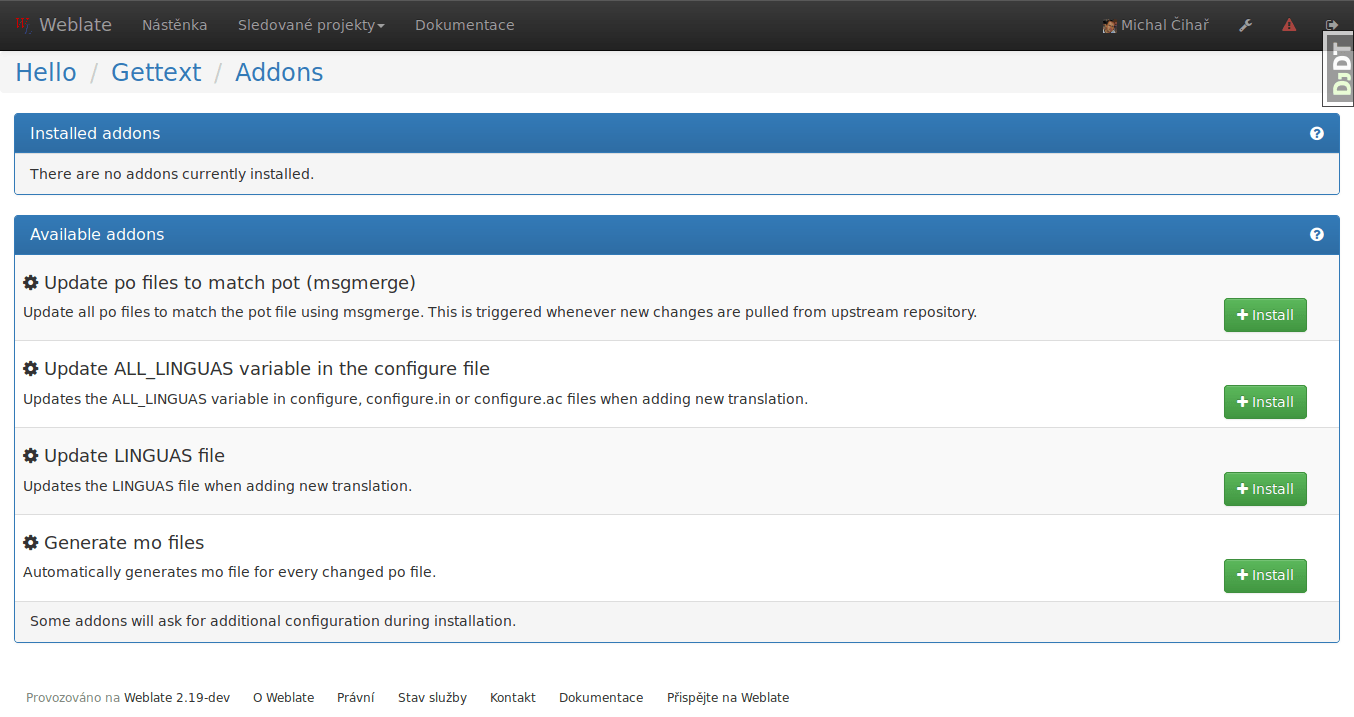 Weblate Nástěnka Sledované projekty Dokumentace Michal Čihař
DjDT
Hello / Gettext / Addons
Installed addons
There are no addons currently installed.
Available addons
Update po files to match pot (msgmerge)
Update all po files to match the pot file using msgmerge. This is triggered whenever new changes are pulled from upstream repository.
Install
Update ALL_LINGUAS variable in the configure file
Updates the ALL_LINGUAS variable in configure, configure.in or configure.ac files when adding new translation.
Install
Update LINGUAS file
Updates the LINGUAS file when adding new translation.
Install
Generate mo files
Automatically generates mo file for every changed po file.
Install
Some addons will ask for additional configuration during installation.
Provozováno na Weblate 2.19-dev O Weblate Právní Stav služby Kontakt Dokumentace Přispějte na Weblate